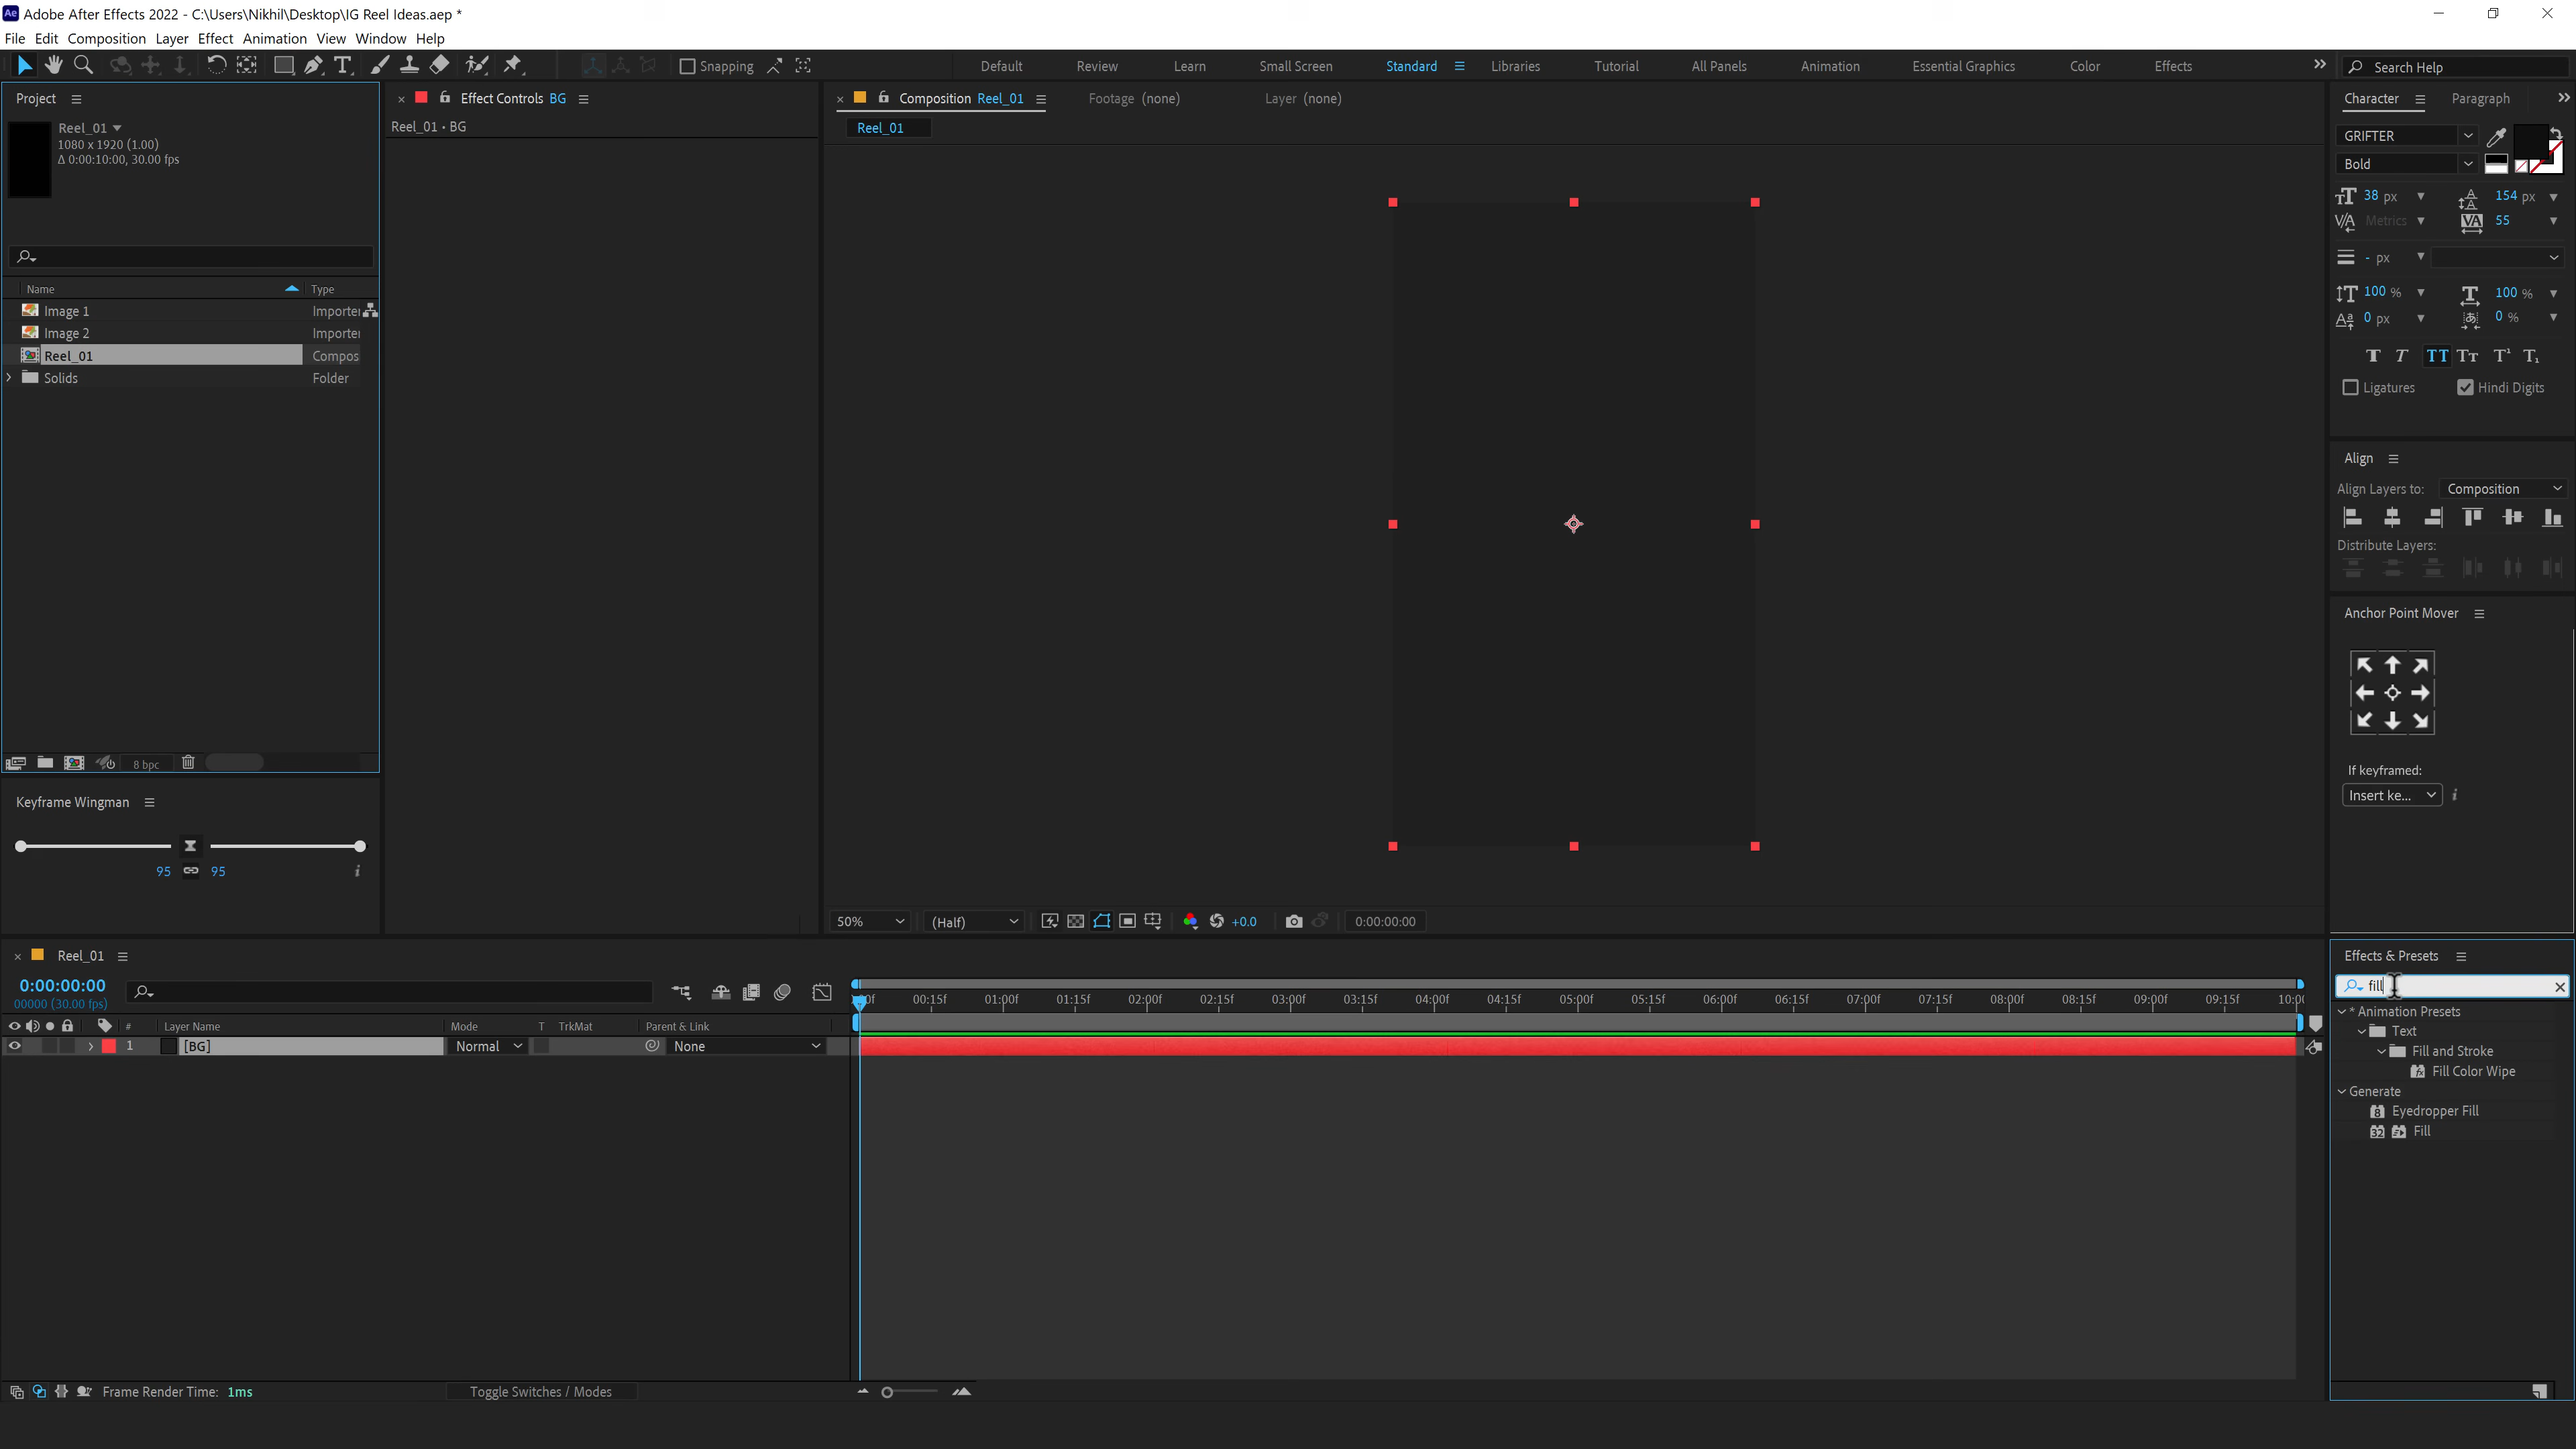 Ae Adobe After Effects 2022 - C:\Users\Nikhil\Desktop\IG Reel Ideas.aep *
File Edit Composition Layer Effect Animation View Window Help
Snapping Default Review Learn Small Screen Standard Libraries Tutorial All Panels Animation Essential Graphics Color Effects Search Help
Project
Reel_01
1080 x 1920 (1.00)
Δ 0:00:10:00, 30.00 fps
Name Type
Image 1 Importe
Image 2 Importe
Reel_01 Compos
Solids Folder
8 bpc
Keyframe Wingman
95 95
Effect Controls BG
Reel_01 • BG
Composition Reel_01 Footage (none) Layer (none)
Reel_01
50% (Half) +0.0 0:00:00:00
Character Paragraph
GRIFTER
Bold
38 px 154 px
Metrics 55
- px
100 % 100 %
0 px 0 %
T T TT Tт T¹ T₁
Ligatures Hindi Digits
Align
Align Layers to: Composition
Distribute Layers:
Anchor Point Mover
If keyframed:
Insert ke...
Reel_01
0:00:00:00
00000 (30.00 fps)
00:15f 01:00f 01:15f 02:00f 02:15f 03:00f 03:15f 04:00f 04:15f 05:00f 05:15f 06:00f 06:15f 07:00f 07:15f 08:00f 08:15f 09:00f 09:15f 10:0
# Layer Name Mode T TrkMat Parent & Link
1 [BG] Normal None
Frame Render Time: 1ms Toggle Switches / Modes
Effects & Presets
fill
* Animation Presets
Text
Fill and Stroke
Fill Color Wipe
Generate
8 Eyedropper Fill
32 Fill